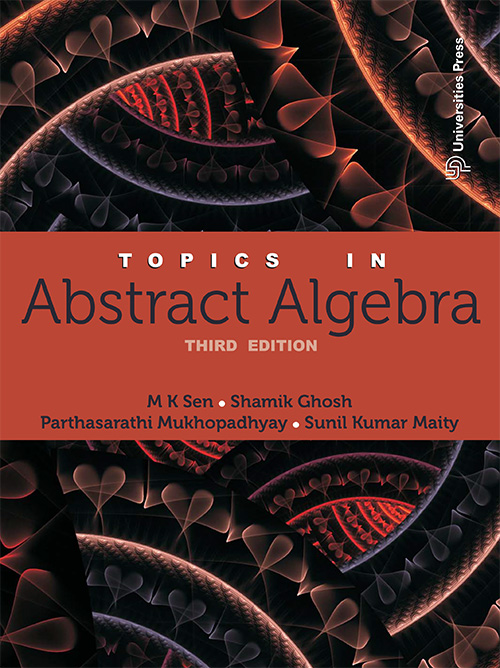 Universities Press
TOPICS IN
Abstract Algebra
THIRD EDITION
M K Sen • Shamik Ghosh
Parthasarathi Mukhopadhyay • Sunil Kumar Maity